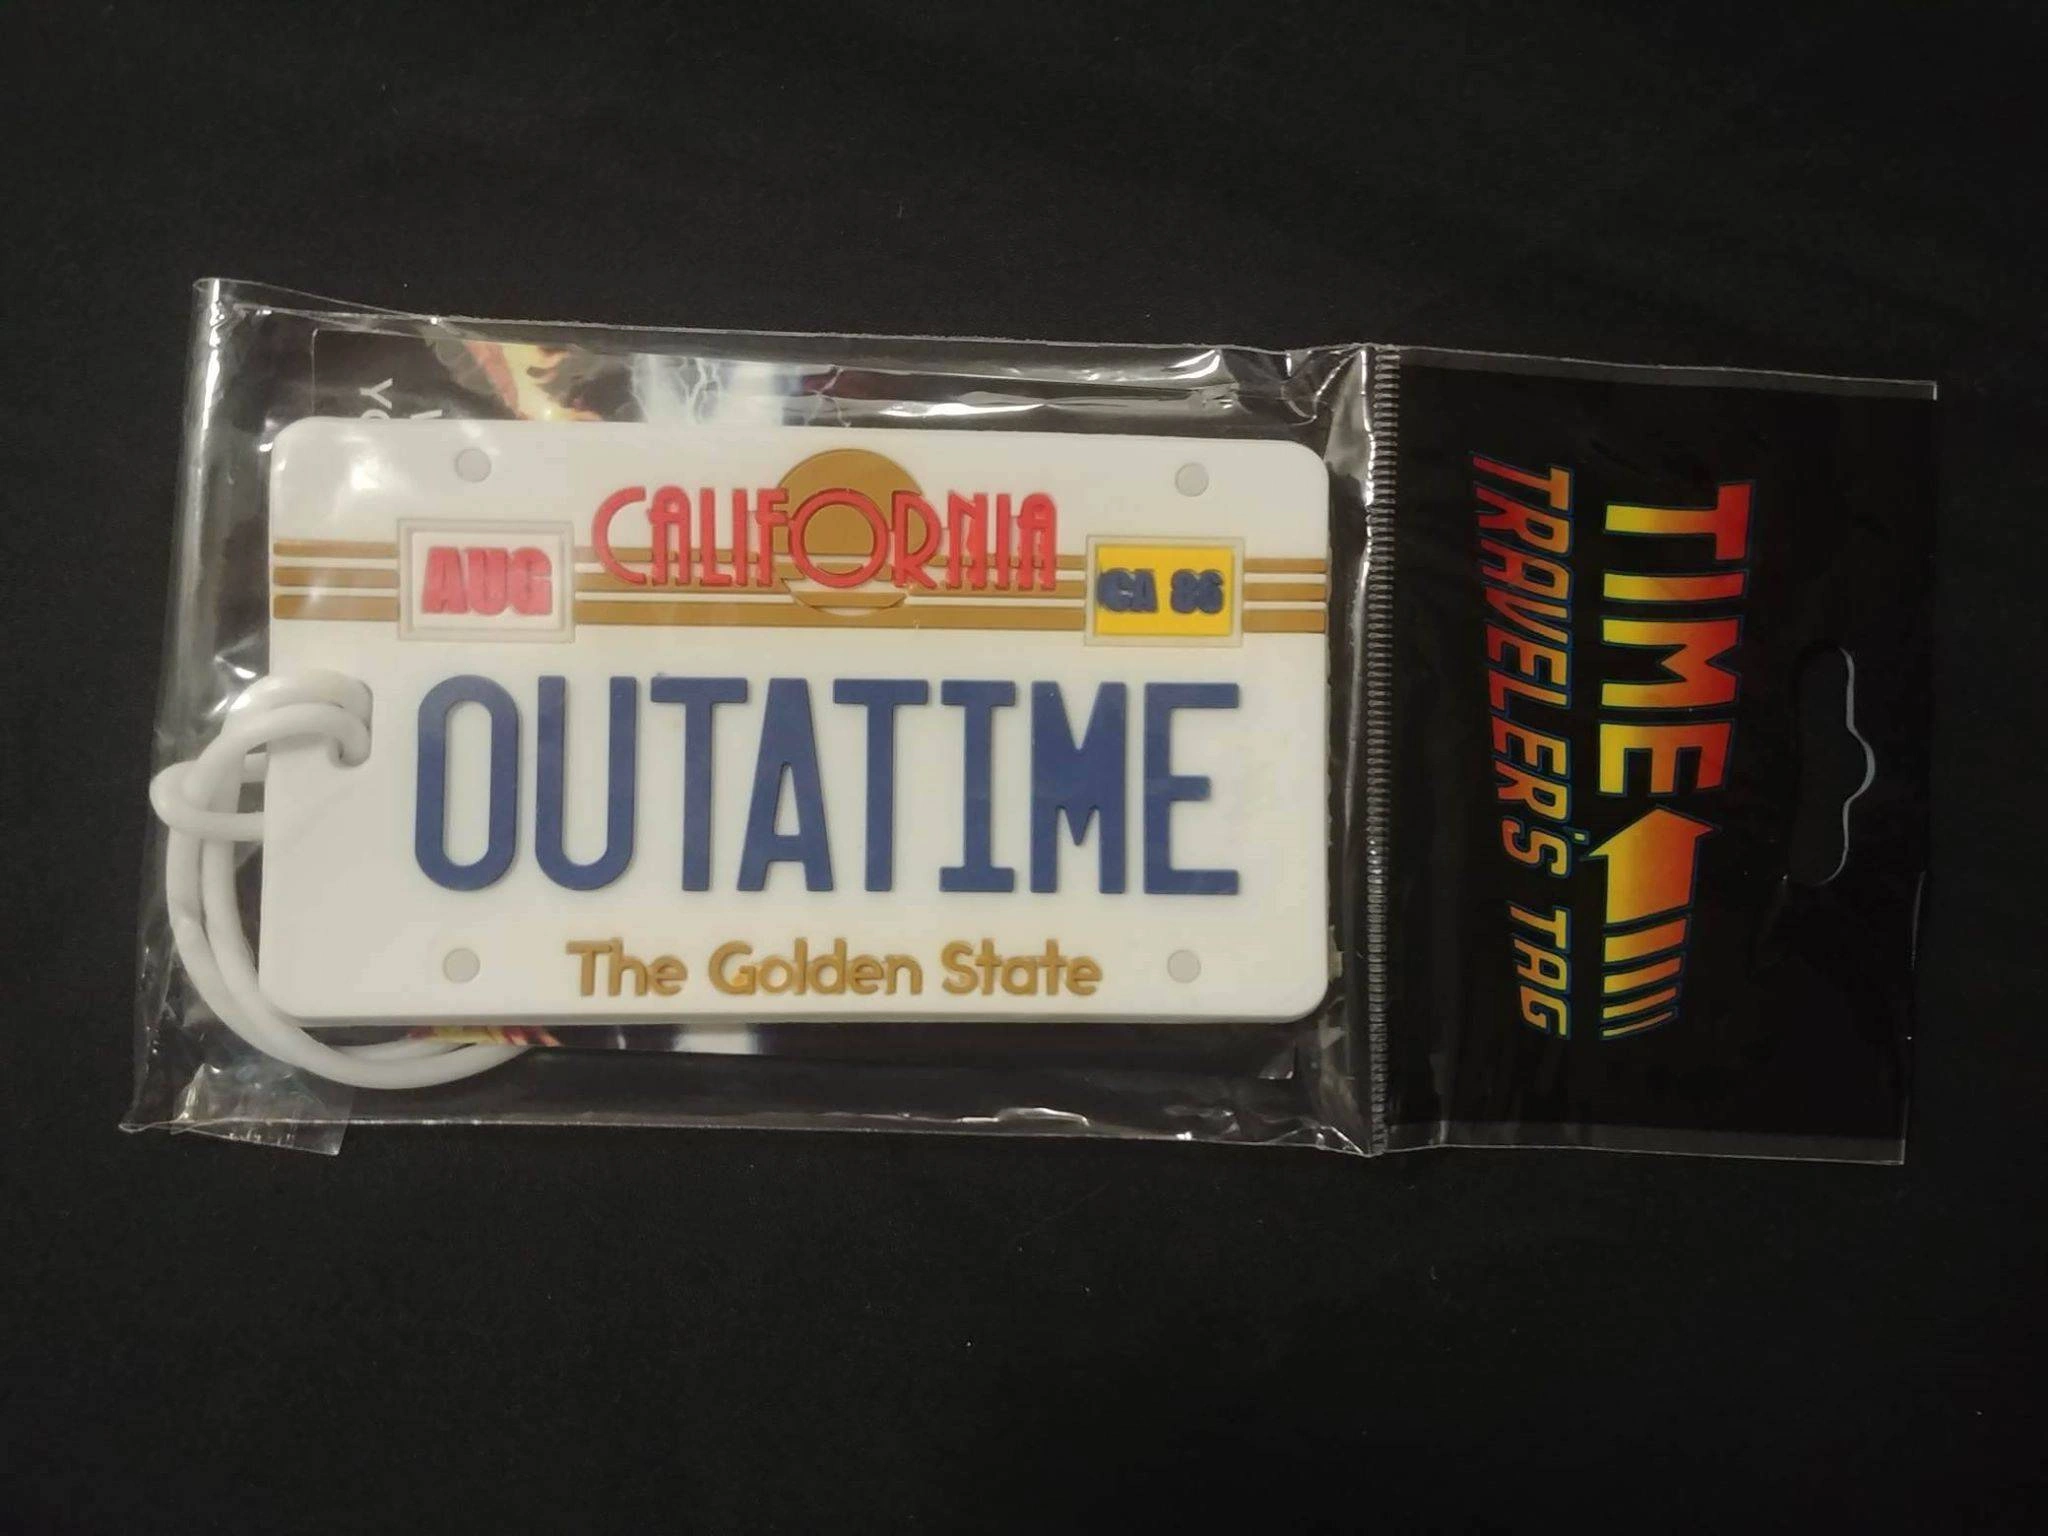 CALIFORNIA
AUG
CA 86
OUTATIME
The Golden State
TIME
TRAVELER'S TAG